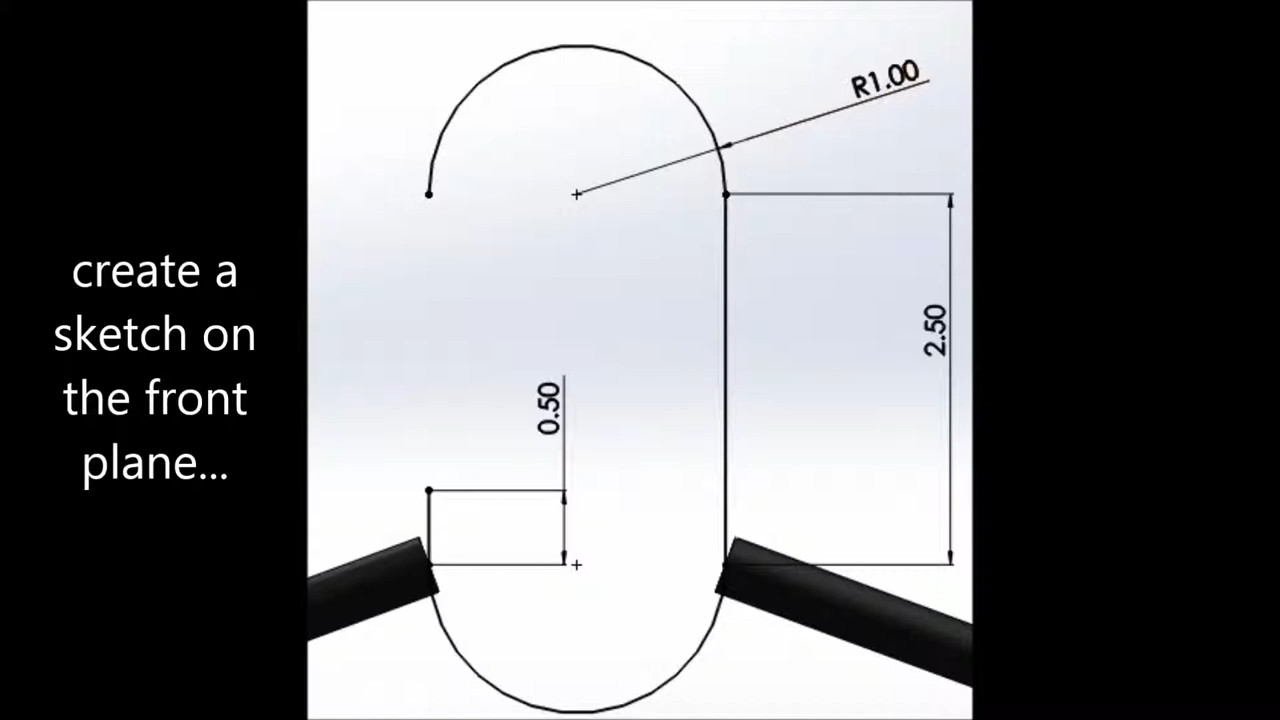 create a
sketch on
the front
plane...
R1.00
2.50
0.50